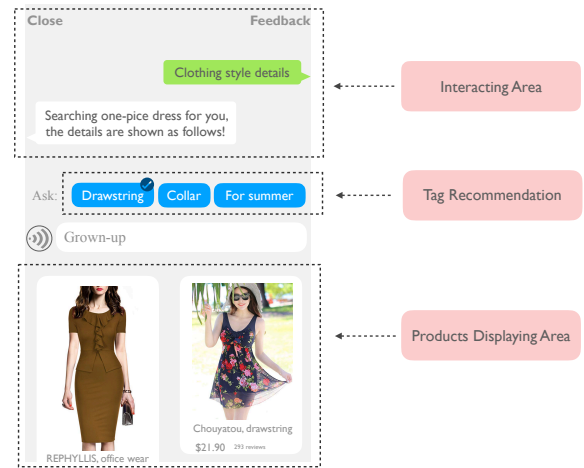 Close
Feedback
Clothing style details
Interacting Area
Searching one-pice dress for you,
the details are shown as follows!
Ask:
Drawstring
Collar
For summer
Tag Recommendation
Grown-up
Products Displaying Area
Chouyatou, drawstring
$21.90
293 reviews
REPHYLLIS, office wear